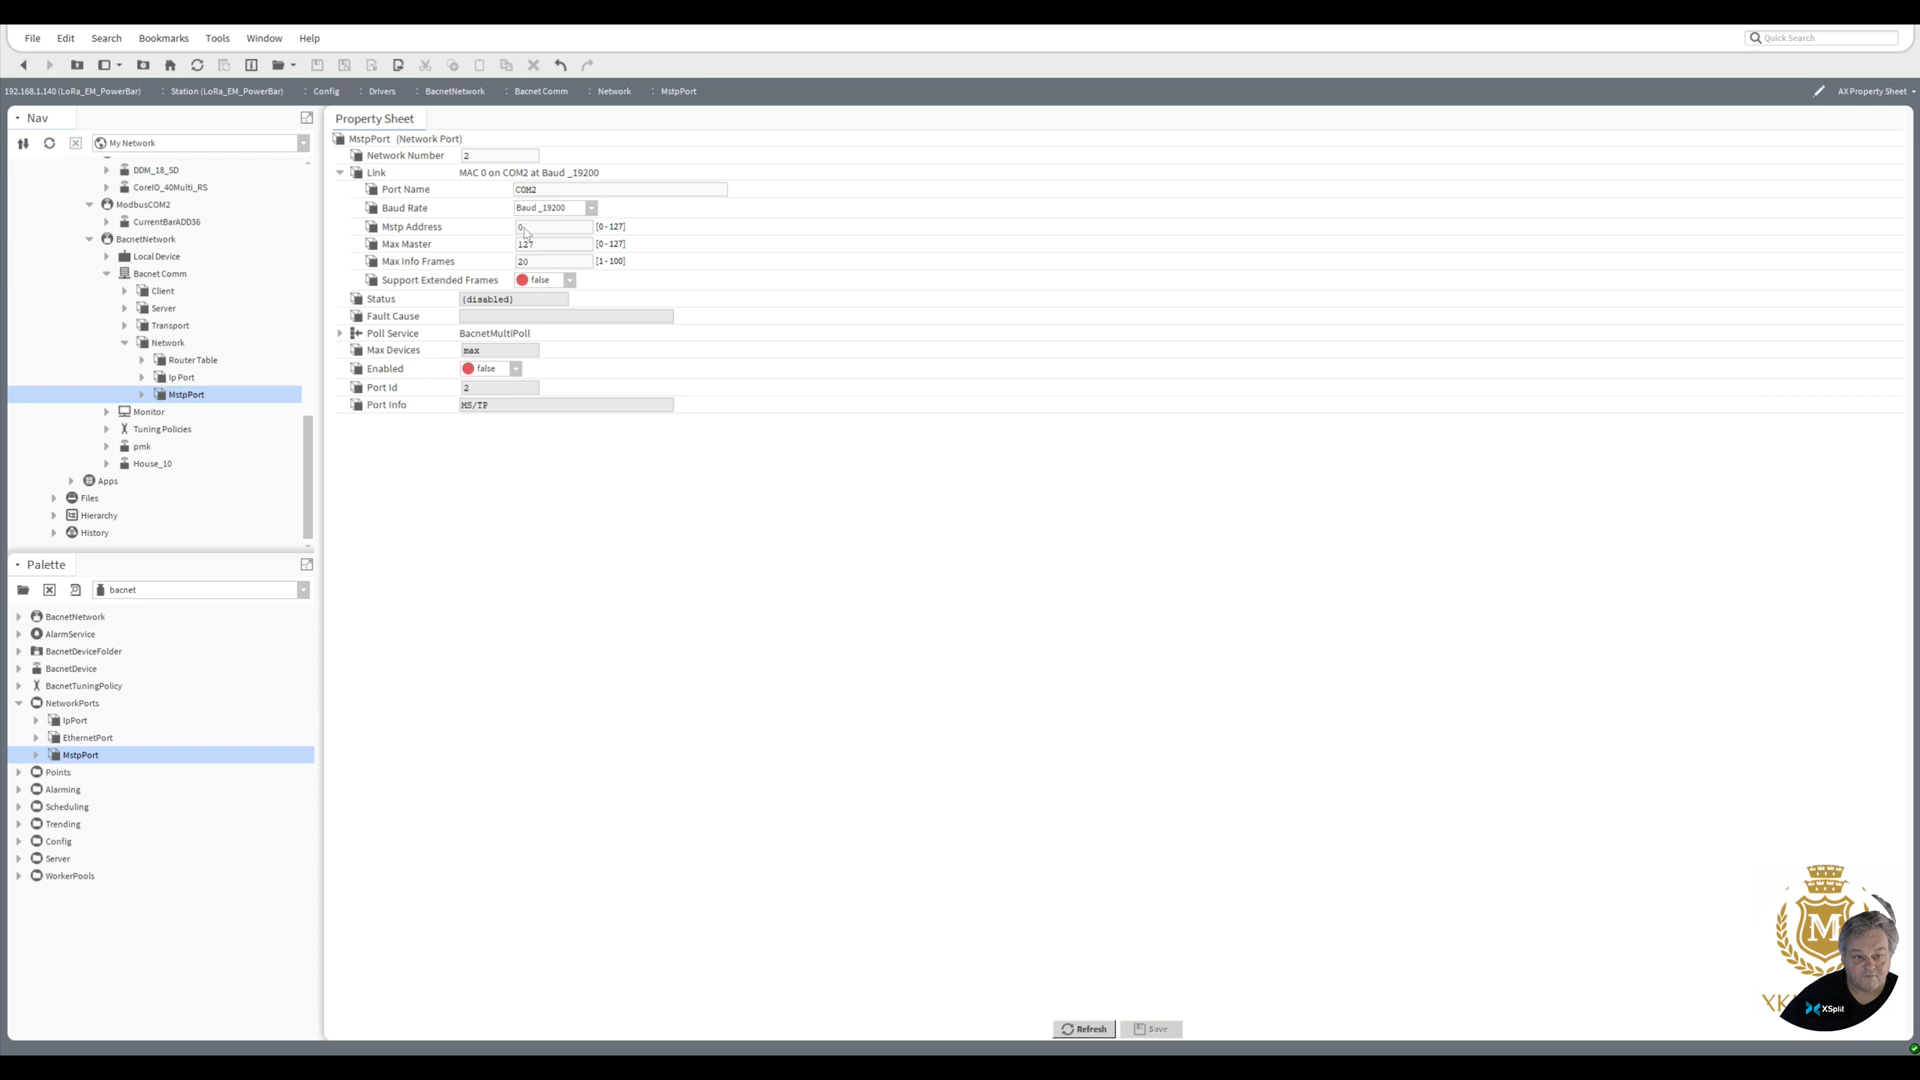 File Edit Search Bookmarks Tools Window Help
Quick Search
192.168.1.140 (LoRa_EM_PowerBar) : Station (LoRa_EM_PowerBar) : Config : Drivers : BacnetNetwork : Bacnet Comm : Network : MstpPort
AX Property Sheet
Nav
My Network
DDM_18_SD
CoreIO_40Multi_RS
ModbusCOM2
CurrentBarADD36
BacnetNetwork
Local Device
Bacnet Comm
Client
Server
Transport
Network
Router Table
Ip Port
MstpPort
Monitor
Tuning Policies
pmk
House_10
Apps
Files
Hierarchy
History
Palette
bacnet
BacnetNetwork
AlarmService
BacnetDeviceFolder
BacnetDevice
BacnetTuningPolicy
NetworkPorts
IpPort
EthernetPort
MstpPort
Points
Alarming
Scheduling
Trending
Config
Server
WorkerPools
Property Sheet
MstpPort (Network Port)
Network Number 2
Link MAC 0 on COM2 at Baud _19200
Port Name COM2
Baud Rate Baud _19200
Mstp Address 0 [0 - 127]
Max Master 127 [0 - 127]
Max Info Frames 20 [1 - 100]
Support Extended Frames false
Status {disabled}
Fault Cause
Poll Service BacnetMultiPoll
Max Devices max
Enabled false
Port Id 2
Port Info MS/TP
Refresh Save
M
XSplit